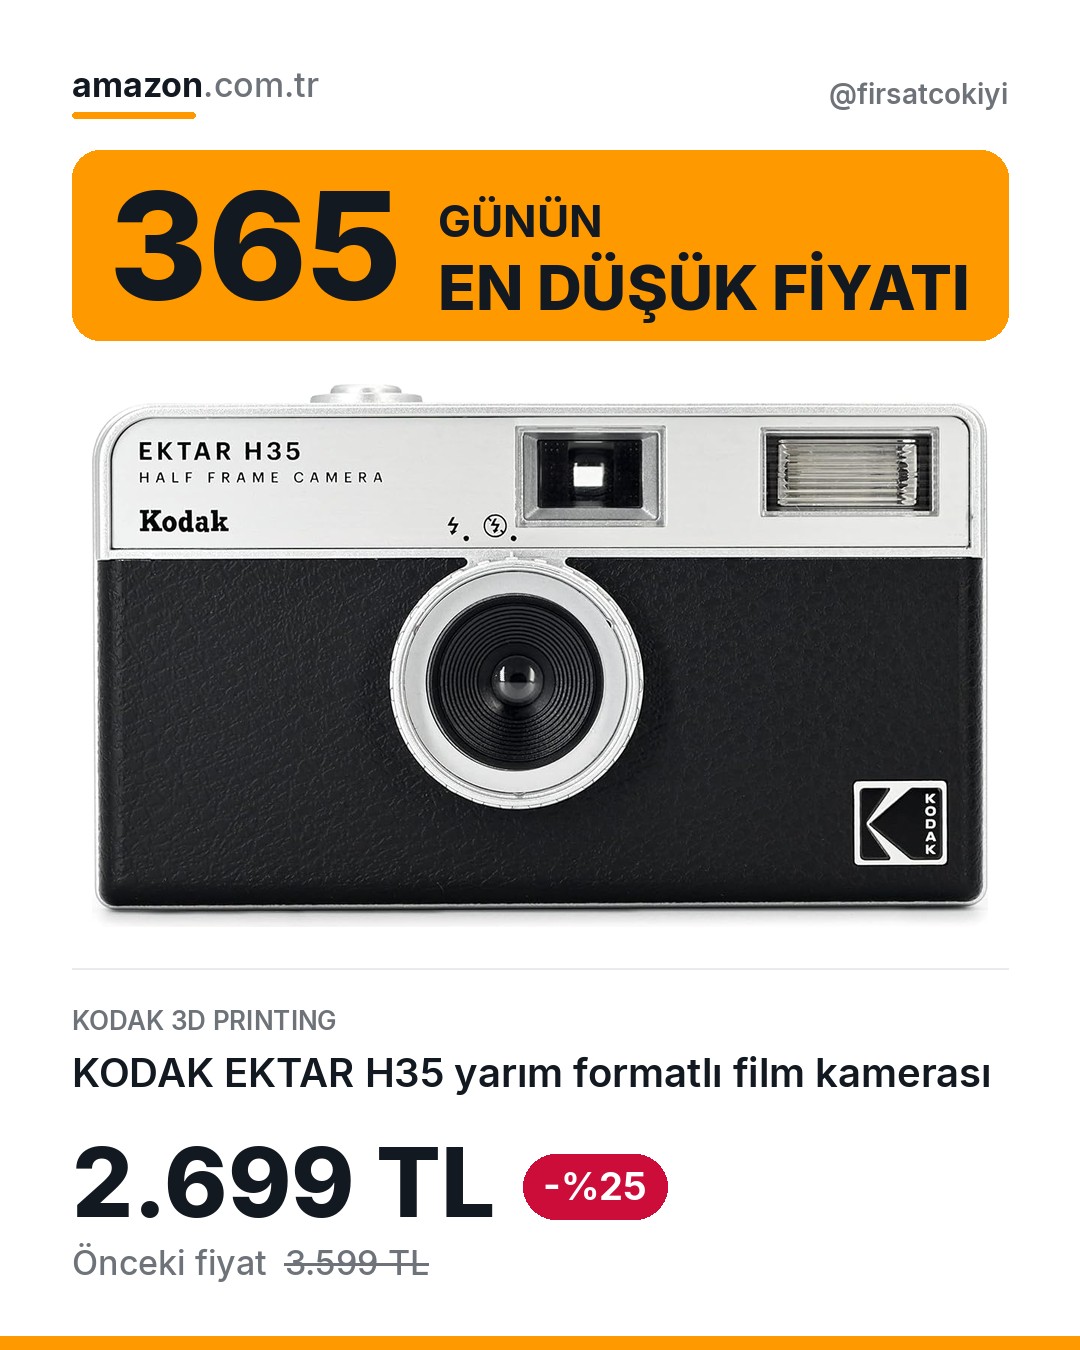 amazon.com.tr
@firsatcokiyi
365
GÜNÜN
EN DÜŞÜK FİYATI
EKTAR H35
HALF FRAME CAMERA
Kodak
KODAK
KODAK 3D PRINTING
KODAK EKTAR H35 yarım formatlı film kamerası
2.699 TL
-%25
Önceki fiyat 3.599 TL